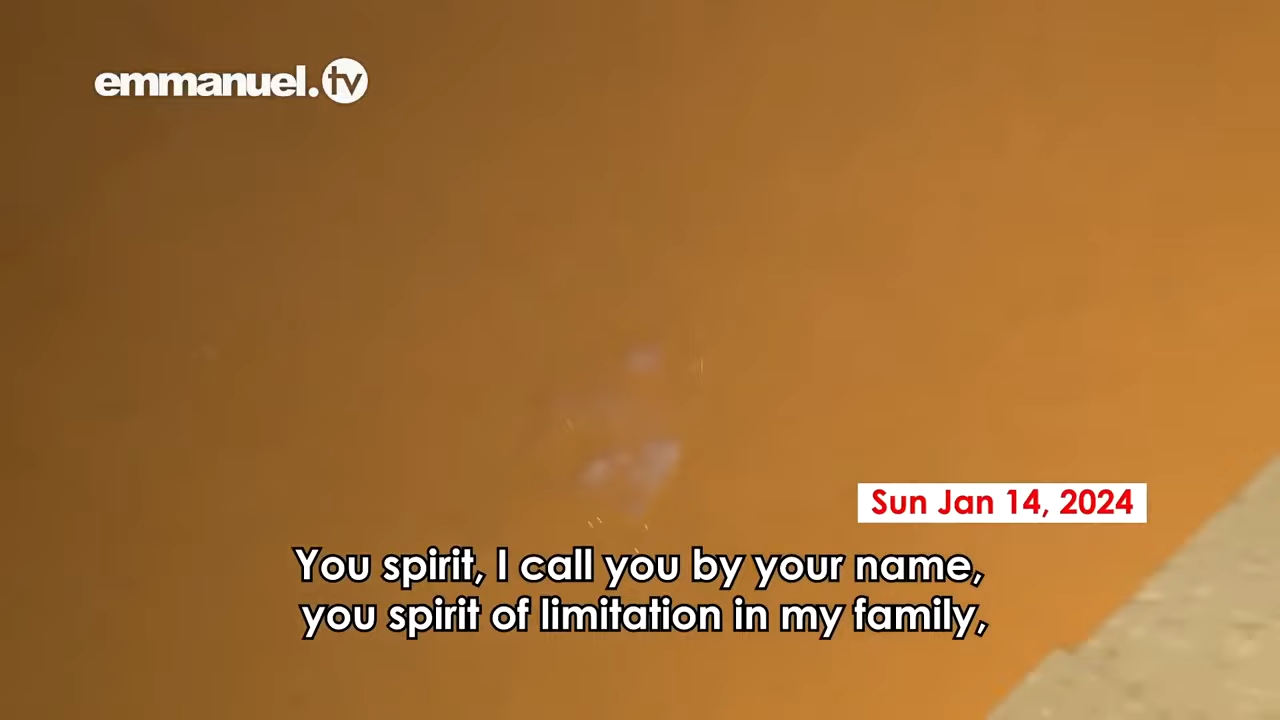 emmanuel.tv
Sun Jan 14, 2024
You spirit, I call you by your name,
you spirit of limitation in my family,